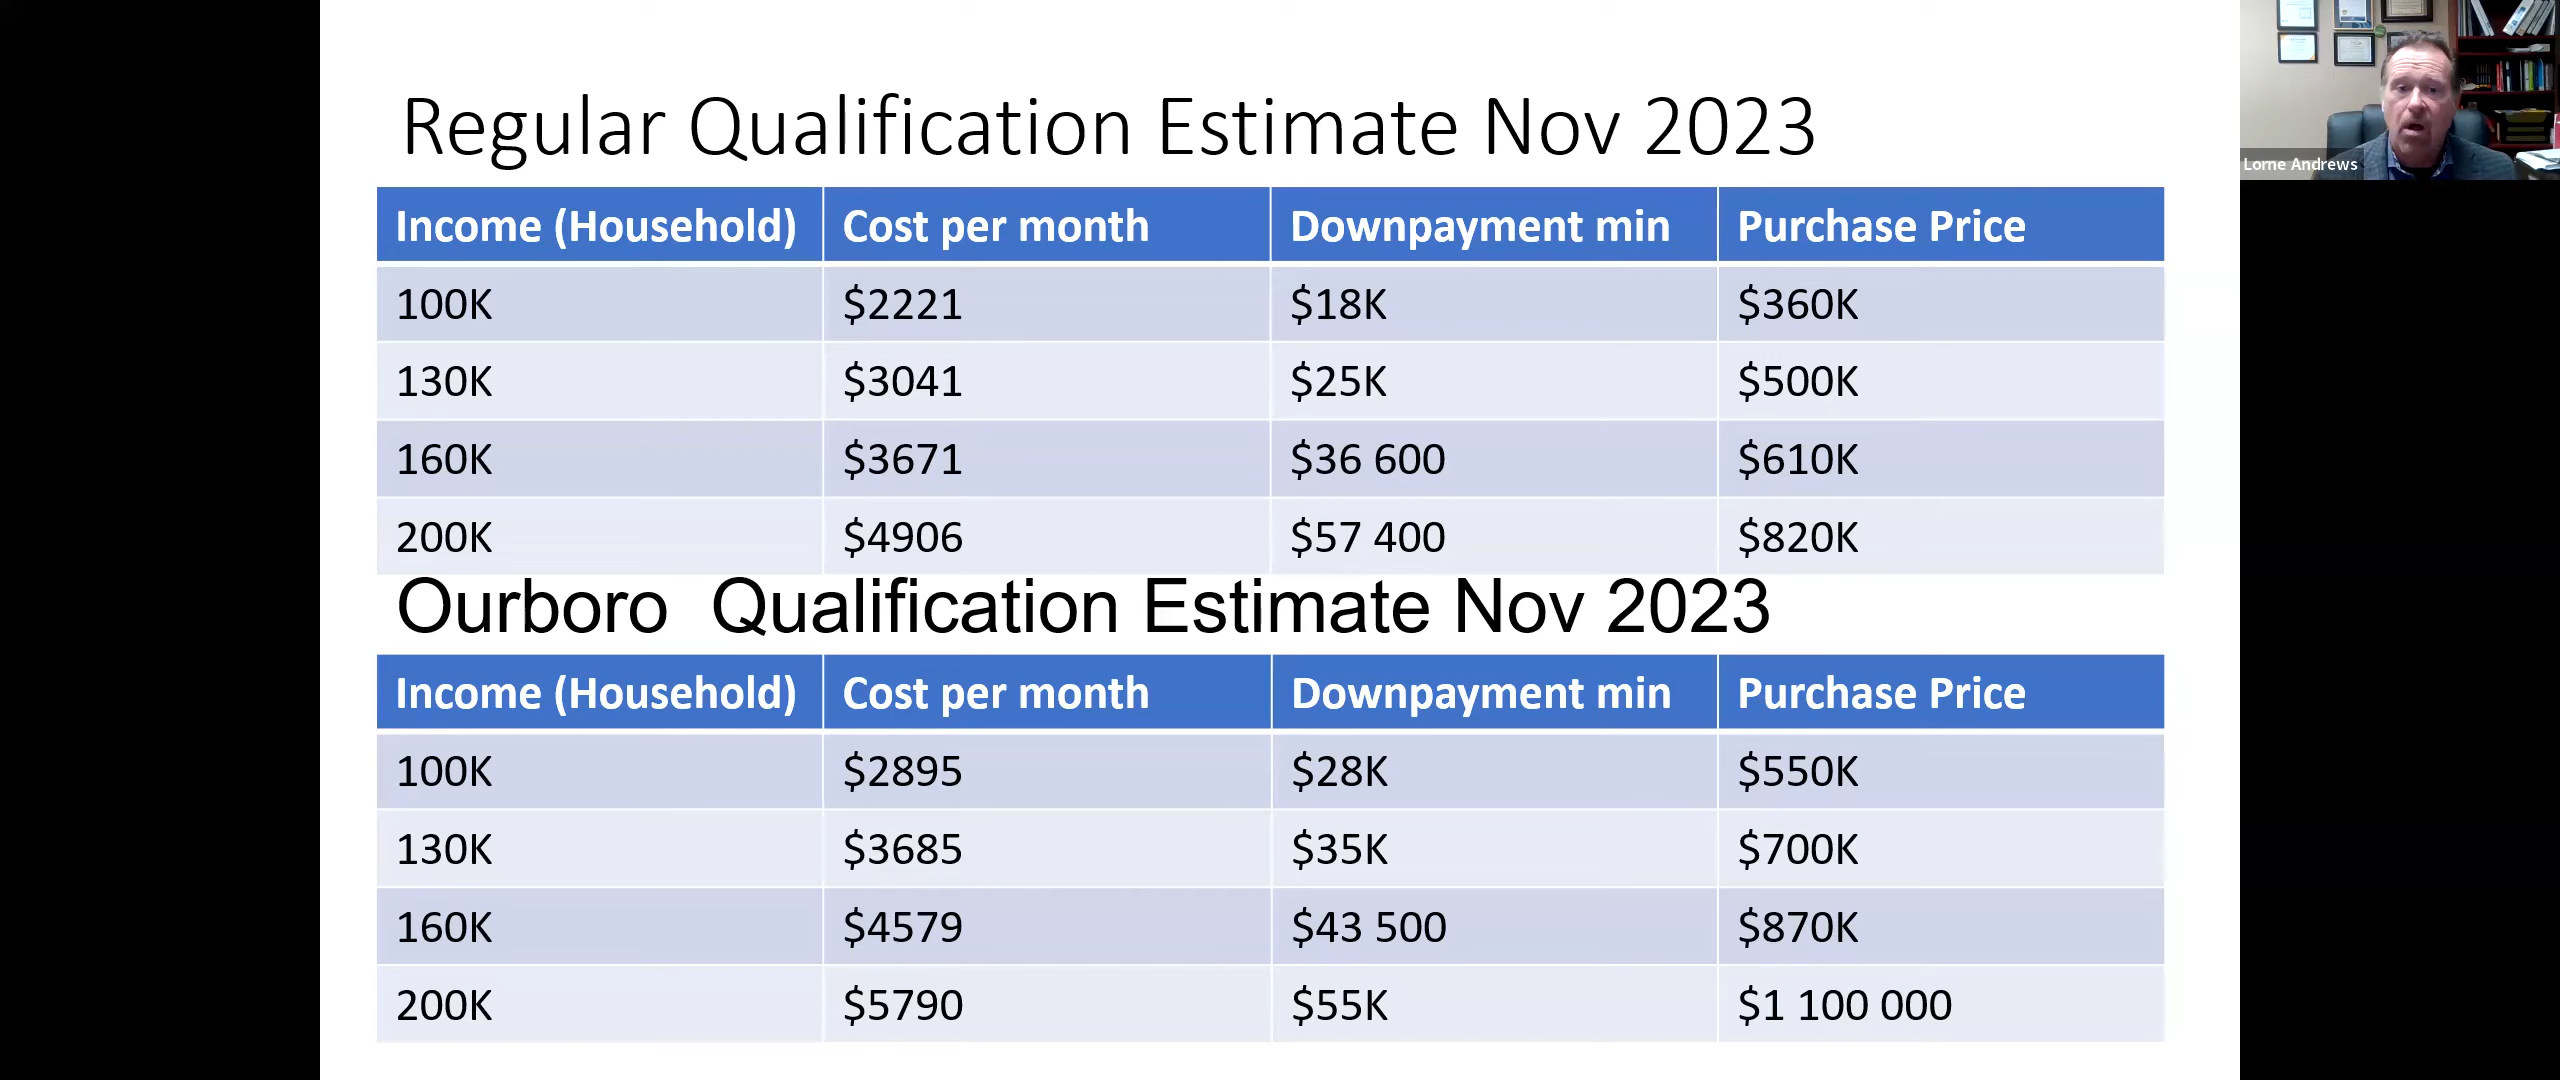 Regular Qualification Estimate Nov 2023
Income (Household) Cost per month Downpayment min Purchase Price
100K $2221 $18K $360K
130K $3041 $25K $500K
160K $3671 $36 600 $610K
200K $4906 $57 400 $820K
Ourboro Qualification Estimate Nov 2023
Income (Household) Cost per month Downpayment min Purchase Price
100K $2895 $28K $550K
130K $3685 $35K $700K
160K $4579 $43 500 $870K
200K $5790 $55K $1 100 000
Lorne Andrews